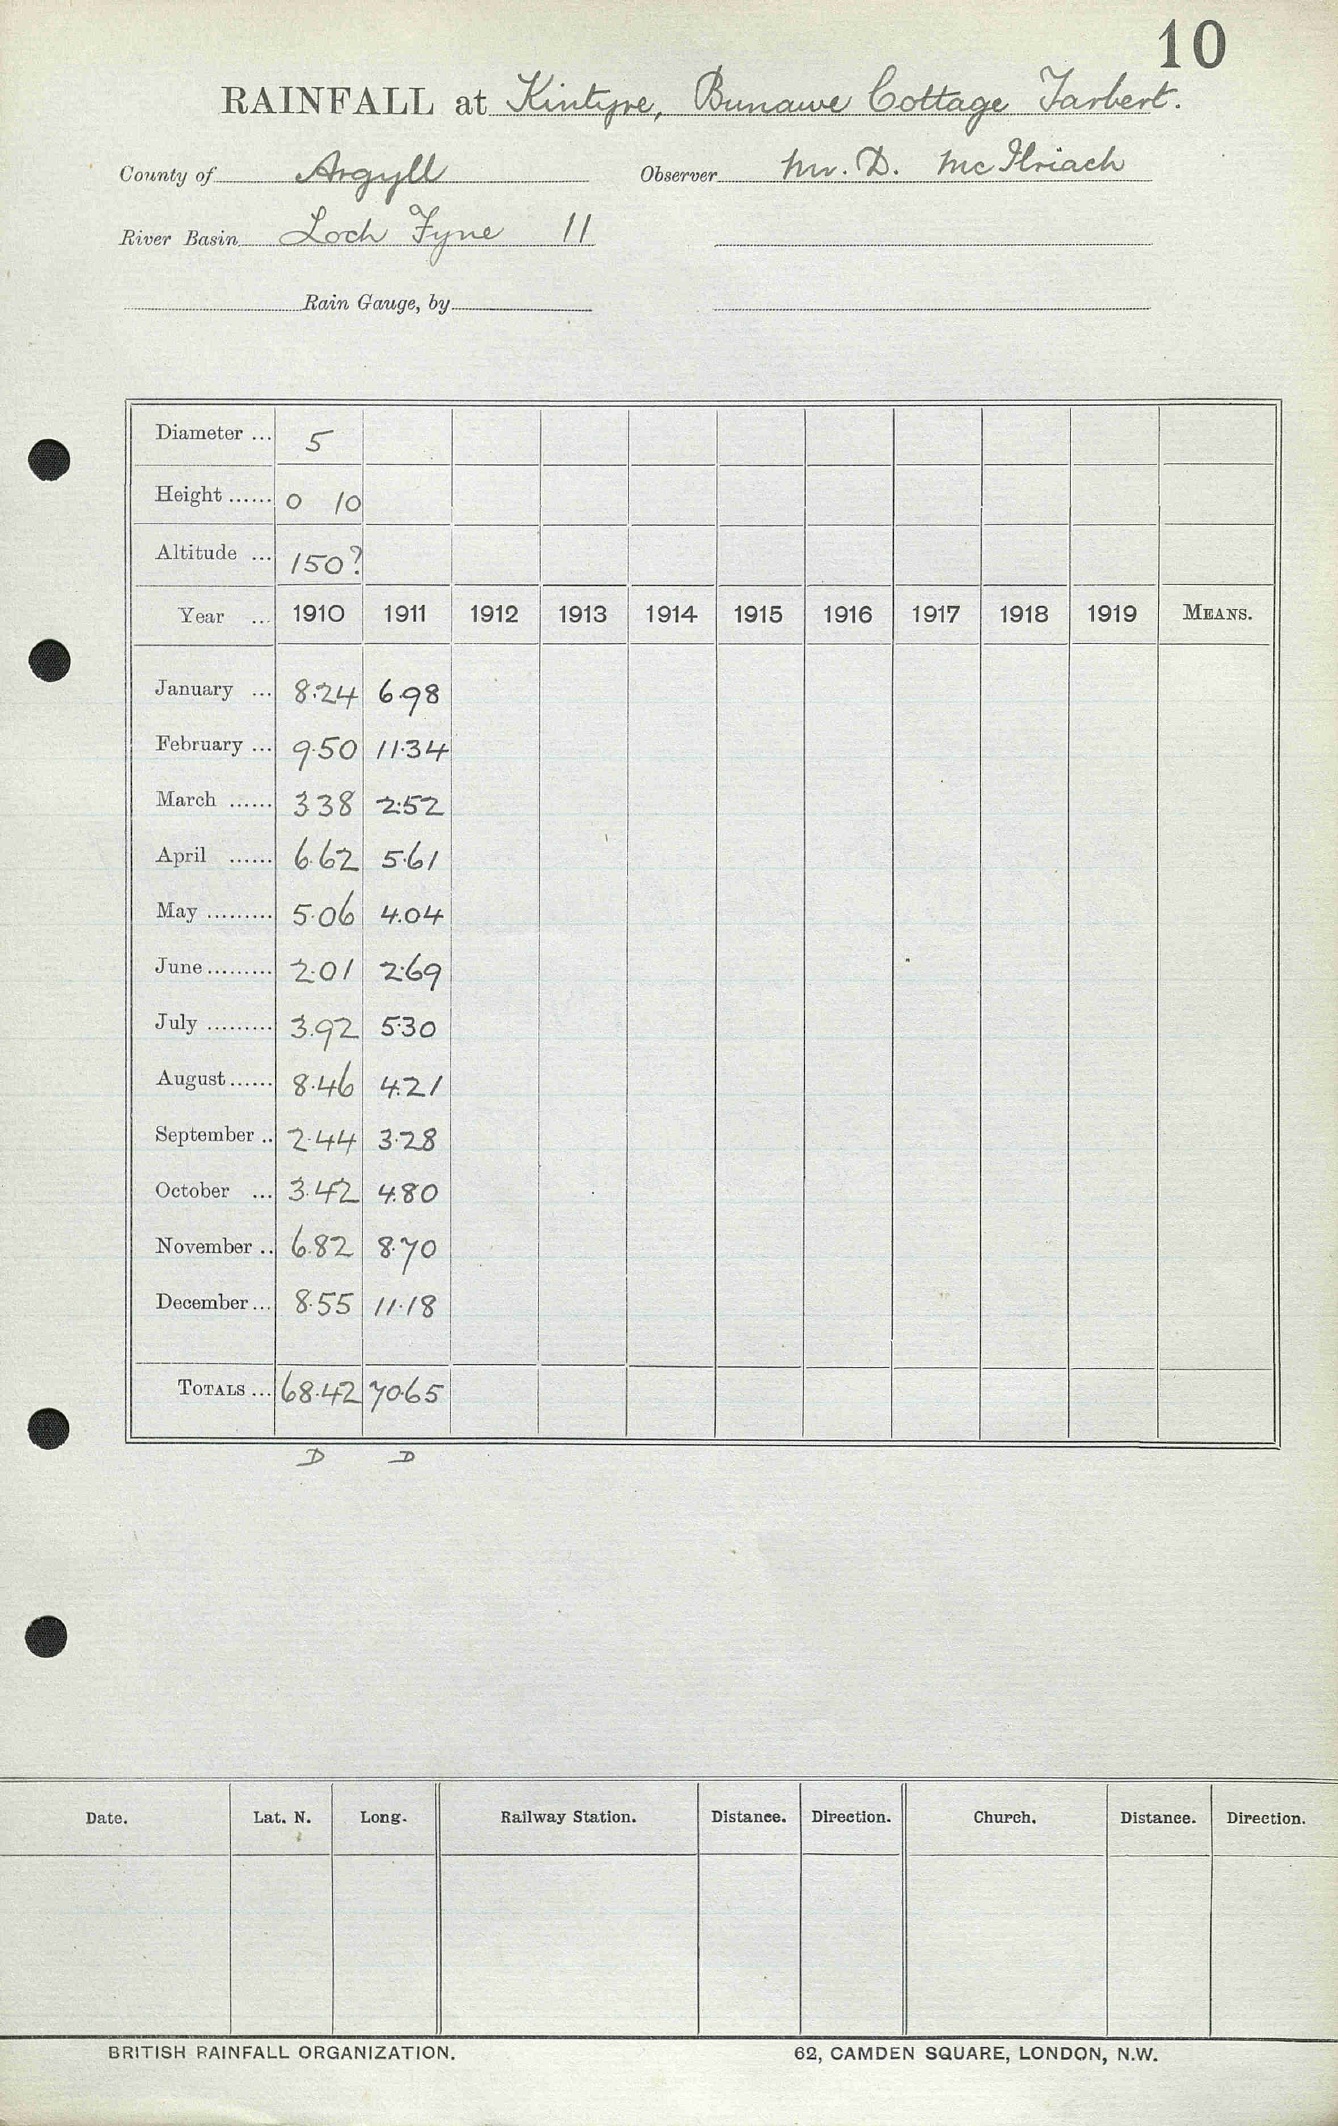 10
RAINFALL at Kintyre, Bunawe Cottage Tarbert.
County of Argyll Observer Mr. D. McIlriach
River Basin Loch Fyne 11
Rain Gauge, by
Diameter ... 5
Height ...... 0 10
Altitude ... 150?
Year ... 1910 1911 1912 1913 1914 1915 1916 1917 1918 1919 MEANS.
January ... 8.24 6.98
February ... 9.50 11.34
March ...... 3 38 2.52
April ...... 6.62 5.61
May ......... 5.06 4.04
June ......... 2.01 2.69
July ......... 3.92 5.30
August ...... 8.46 4.21
September .. 2.44 3.28
October ... 3.42 4.80
November .. 6.82 8.70
December ... 8.55 11.18
TOTALS ... 68.42 70.65
D D
Date. Lat. N. Long. Railway Station. Distance. Direction. Church. Distance. Direction.
BRITISH RAINFALL ORGANIZATION. 62, CAMDEN SQUARE, LONDON, N.W.